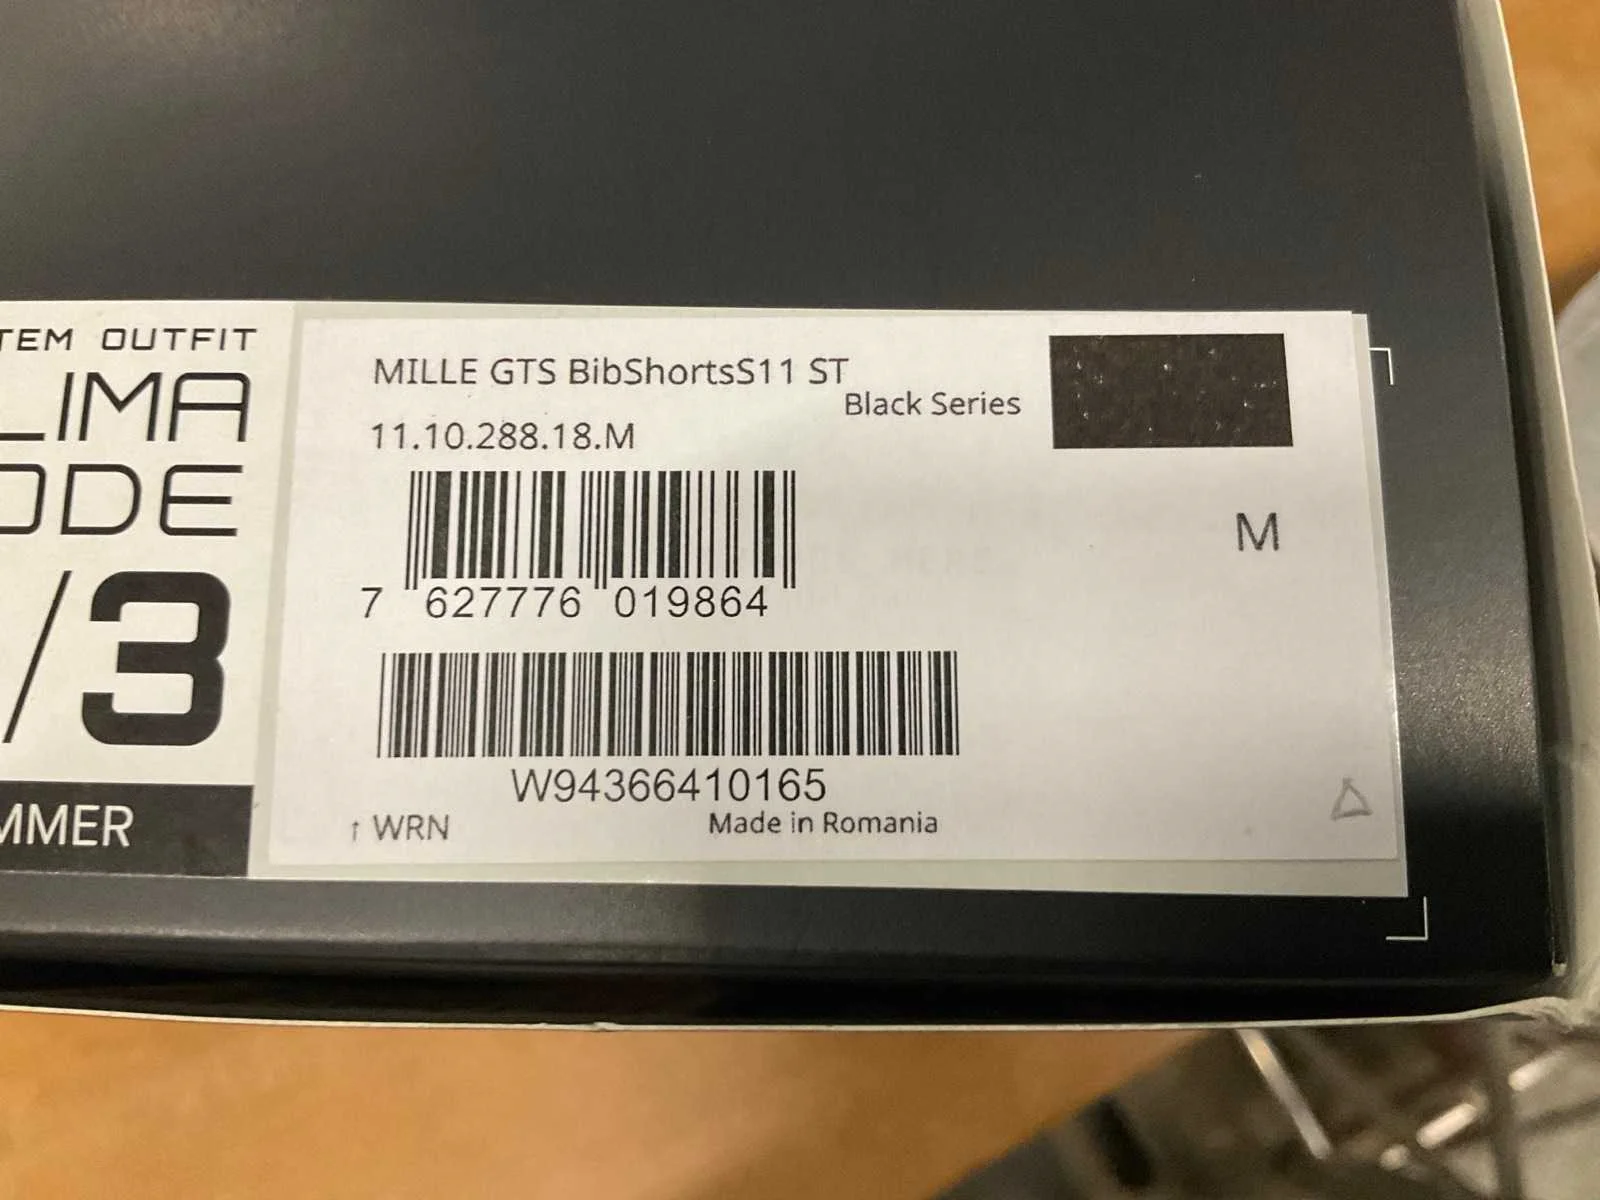 TEM OUTFIT
LIMA
ODE
/3
MMER
MILLE GTS BibShortsS11 ST
Black Series
11.10.288.18.M
M
7 627776 019864
W94366410165
↑ WRN
Made in Romania